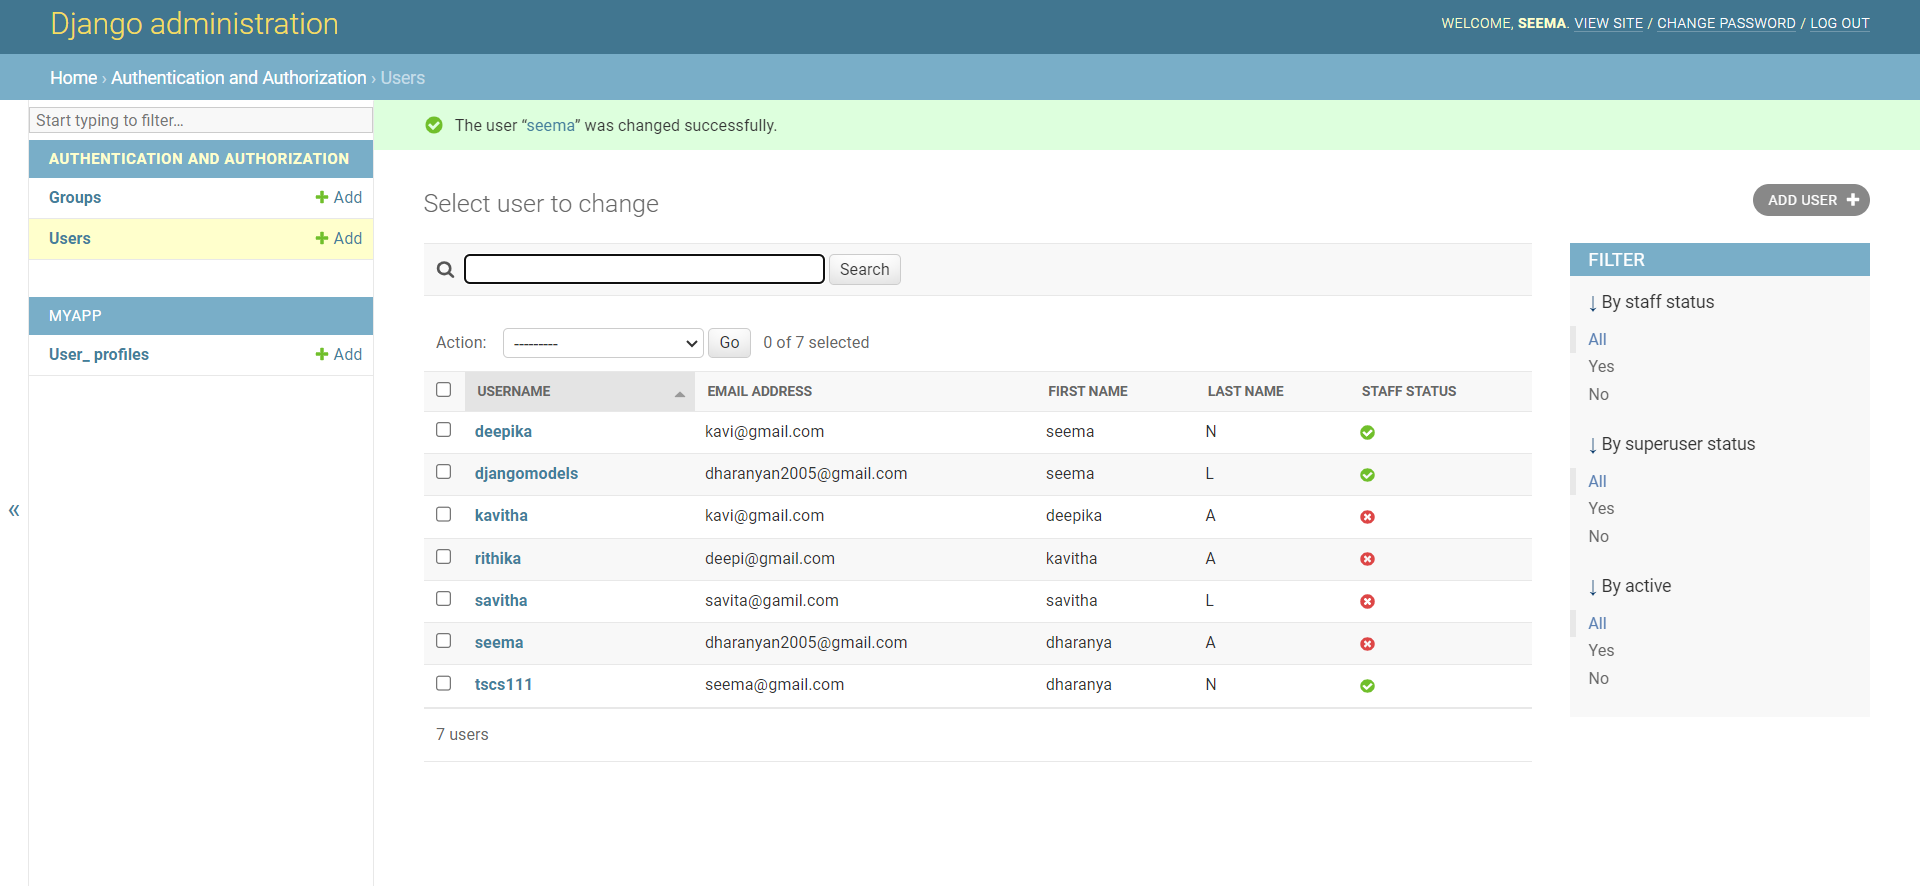 Django administration
WELCOME, SEEMA. VIEW SITE / CHANGE PASSWORD / LOG OUT
Home › Authentication and Authorization › Users
Start typing to filter...
AUTHENTICATION AND AUTHORIZATION
Groups + Add
Users + Add
MYAPP
User_ profiles + Add
«
The user “seema” was changed successfully.
Select user to change
ADD USER +
Search
Action: --------- Go 0 of 7 selected
USERNAME EMAIL ADDRESS FIRST NAME LAST NAME STAFF STATUS
deepika kavi@gmail.com seema N
djangomodels dharanyan2005@gmail.com seema L
kavitha kavi@gmail.com deepika A
rithika deepi@gmail.com kavitha A
savitha savita@gamil.com savitha L
seema dharanyan2005@gmail.com dharanya A
tscs111 seema@gmail.com dharanya N
7 users
FILTER
↓ By staff status
All
Yes
No
↓ By superuser status
All
Yes
No
↓ By active
All
Yes
No